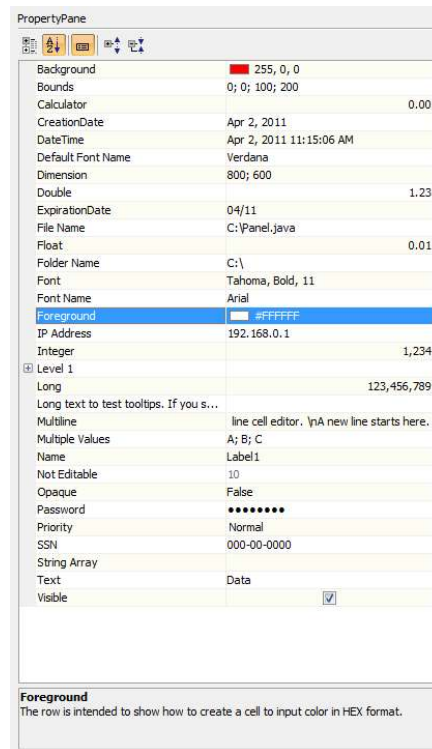 PropertyPane
Background 255, 0, 0
Bounds 0; 0; 100; 200
Calculator 0.00
CreationDate Apr 2, 2011
DateTime Apr 2, 2011 11:15:06 AM
Default Font Name Verdana
Dimension 800; 600
Double 1.23
ExpirationDate 04/11
File Name C:\Panel.java
Float 0.01
Folder Name C:\
Font Tahoma, Bold, 11
Font Name Arial
Foreground #FFFFFF
IP Address 192.168.0.1
Integer 1,234
Level 1
Long 123,456,789
Long text to test tooltips. If you s...
Multiline line cell editor. \nA new line starts here.
Multiple Values A; B; C
Name Label1
Not Editable 10
Opaque False
Password ●●●●●●●●
Priority Normal
SSN 000-00-0000
String Array
Text Data
Visible
Foreground
The row is intended to show how to create a cell to input color in HEX format.